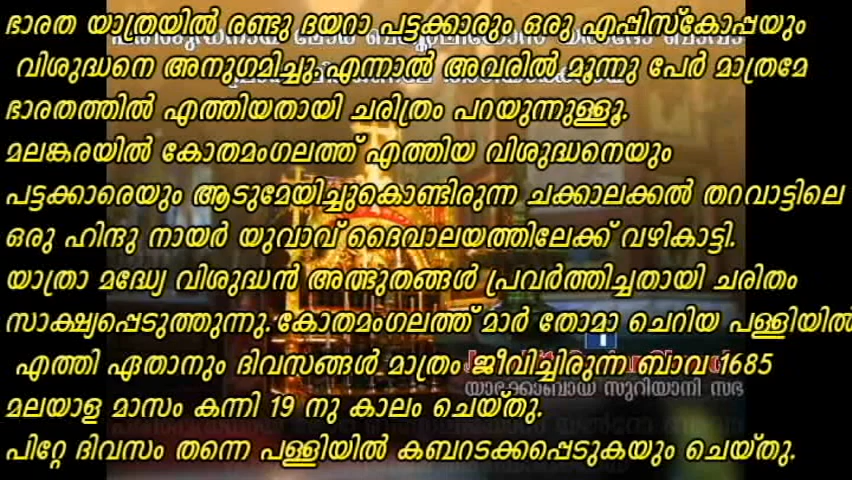 ഭാരത യാത്രയിൽ രണ്ടു ദയറാ പട്ടക്കാരും ഒരു എപ്പിസ്കോപ്പയും
വിശുദ്ധനെ അനുഗമിച്ചു.എന്നാൽ അവരിൽ മൂന്നു പേർ മാത്രമേ
ഭാരതത്തിൽ എത്തിയതായി ചരിത്രം പറയുന്നുള്ളൂ.
മലങ്കരയിൽ കോതമംഗലത്ത് എത്തിയ വിശുദ്ധനെയും
പട്ടക്കാരെയും ആടുമേയിച്ചുകൊണ്ടിരുന്ന ചക്കാലക്കൽ തറവാട്ടിലെ
ഒരു ഹിന്ദു നായർ യുവാവ് ദൈവാലയത്തിലേക്ക് വഴികാട്ടി.
യാത്രാ മദ്ധ്യേ വിശുദ്ധൻ അത്ഭുതങ്ങൾ പ്രവർത്തിച്ചതായി ചരിതം
സാക്ഷ്യപ്പെടുത്തുന്നു.കോതമംഗലത്ത് മാർ തോമാ ചെറിയ പള്ളിയിൽ
എത്തി ഏതാനും ദിവസങ്ങൾ മാത്രം ജീവിച്ചിരുന്ന ബാവ 1685
യാക്കോബായ സുറിയാനി സഭ
മലയാള മാസം കന്നി 19 നു കാലം ചെയ്തു.
പിറ്റേ ദിവസം തന്നെ പള്ളിയിൽ കബറടക്കപ്പെടുകയും ചെയ്തു.